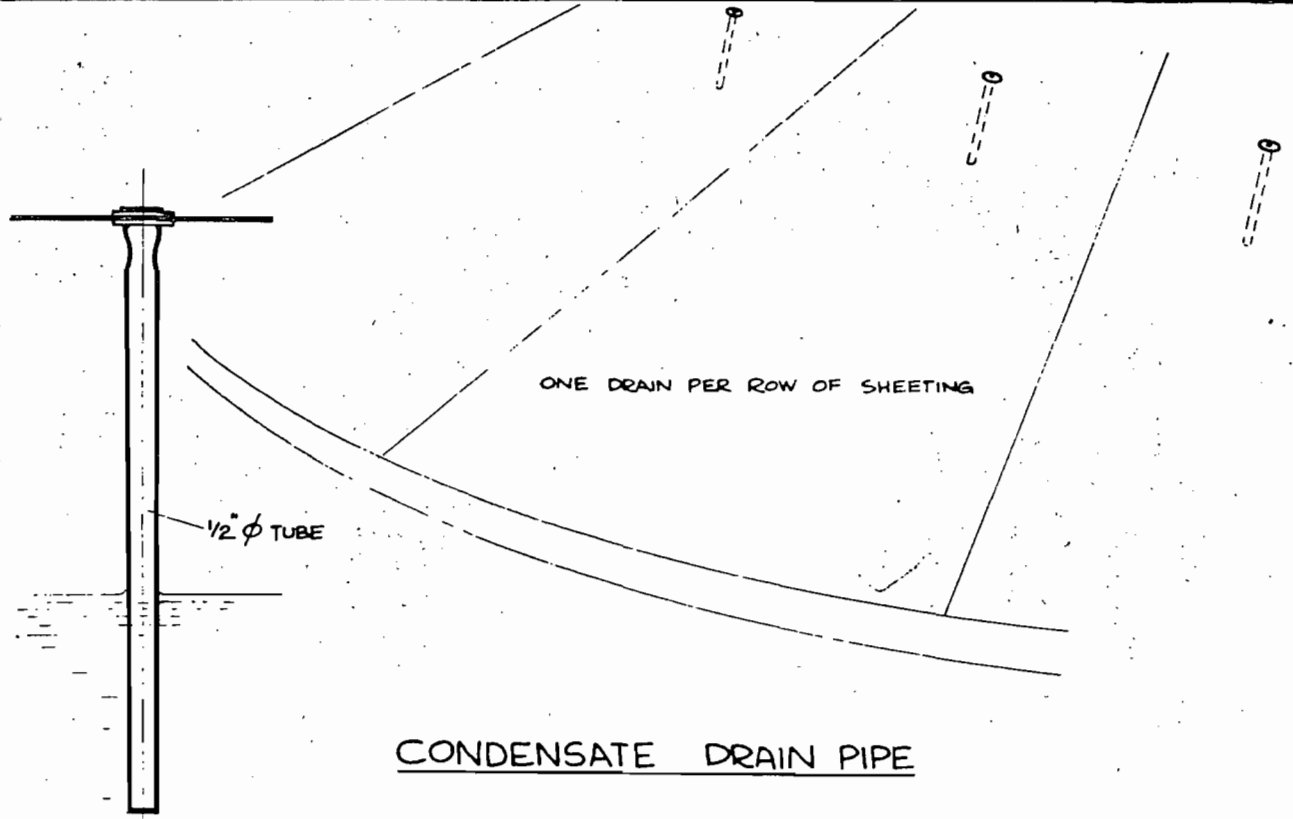 ONE DRAIN PER ROW OF SHEETING
1/2" ϕ TUBE
CONDENSATE DRAIN PIPE